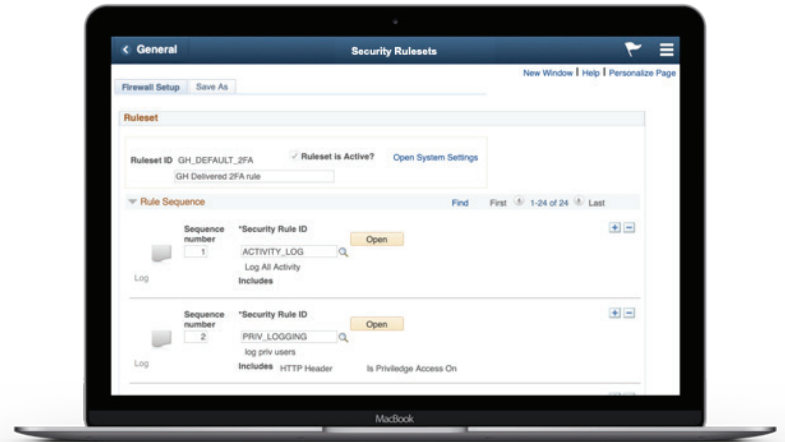 General
Security Rulesets
New Window | Help | Personalize Page
Firewall Setup
Save As
Ruleset
Ruleset ID GH_DEFAULT_2FA
Ruleset is Active?
Open System Settings
GH Delivered 2FA rule
Rule Sequence
Find First 1-24 of 24 Last
Sequence number
*Security Rule ID
1
ACTIVITY_LOG
Open
Log All Activity
Log
Includes
Sequence number
*Security Rule ID
2
PRIV_LOGGING
Open
log priv users
Log
Includes HTTP Header Is Priviledge Access On
MacBook